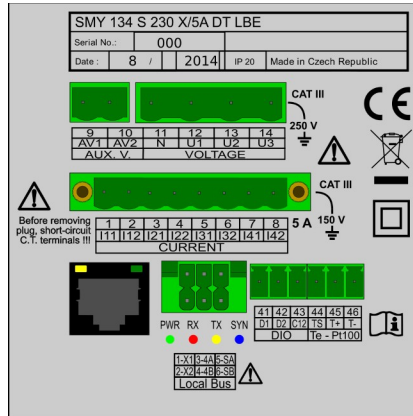 SMY 134 S 230 X/5A DT LBE
Serial No.: 000
Date : 8 / 2014 IP 20 Made in Czech Republic
CAT III
250 V
9 10 11 12 13 14
AV1 AV2 N U1 U2 U3
AUX. V. VOLTAGE
CAT III
150 V
5 A
Before removing
plug, short-circuit
C.T. terminals !!!
1 2 3 4 5 6 7 8
I11 I12 I21 I22 I31 I32 I41 I42
CURRENT
41 42 43 44 45 46
D1 D2 C12 TS T+ T-
DIO Te - Pt100
PWR RX TX SYN
1-X1 3-4A 5-SA
2-X2 4-4B 6-SB
Local Bus